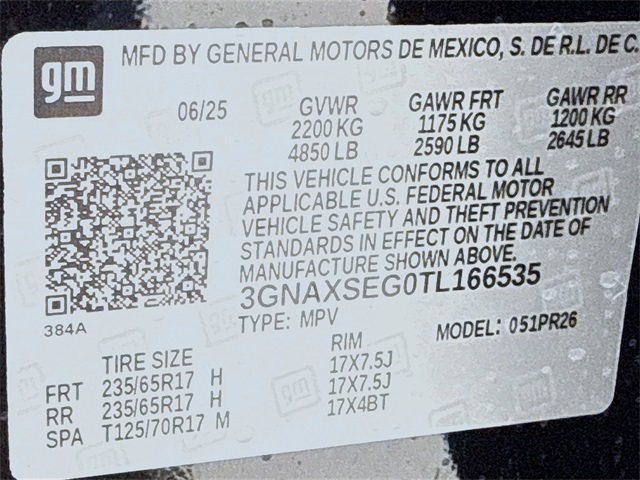 gm
MFD BY GENERAL MOTORS DE MEXICO, S. DE R.L. DE C.
06/25 GVWR GAWR FRT GAWR RR
2200 KG 1175 KG 1200 KG
4850 LB 2590 LB 2645 LB
THIS VEHICLE CONFORMS TO ALL
APPLICABLE U.S. FEDERAL MOTOR
VEHICLE SAFETY AND THEFT PREVENTION
STANDARDS IN EFFECT ON THE DATE OF
MANUFACTURE SHOWN ABOVE.
3GNAXSEG0TL166535
384A
TYPE: MPV MODEL: 051PR26
TIRE SIZE RIM
FRT 235/65R17 H 17X7.5J
RR 235/65R17 H 17X7.5J
SPA T125/70R17 M 17X4BT